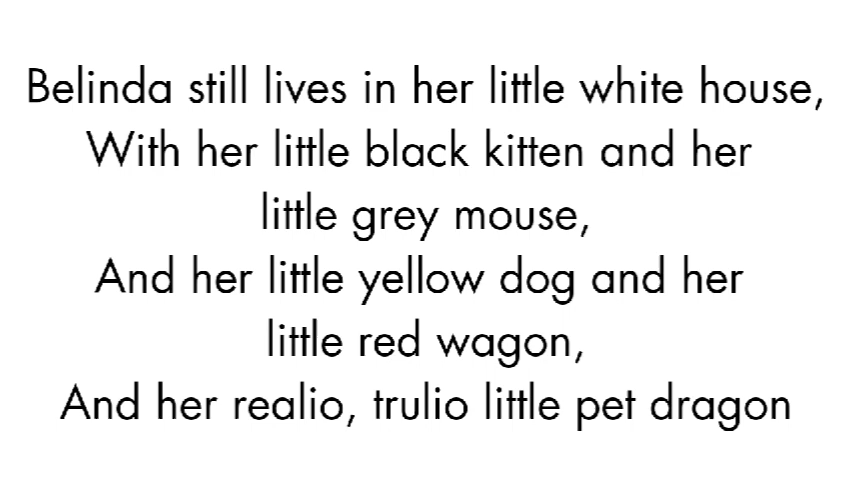 Belinda still lives in her little white house,
With her little black kitten and her
little grey mouse,
And her little yellow dog and her
little red wagon,
And her realio, trulio little pet dragon